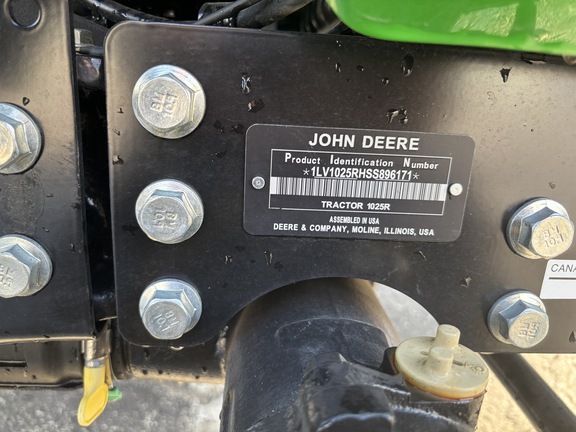 JOHN DEERE
Product Identification Number
*1LV1025RHSS896171*
TRACTOR 1025R
ASSEMBLED IN USA
DEERE & COMPANY, MOLINE, ILLINOIS, USA
CANA